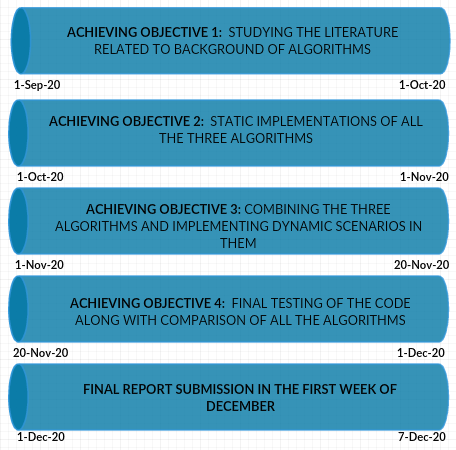 ACHIEVING OBJECTIVE 1: STUDYING THE LITERATURE
RELATED TO BACKGROUND OF ALGORITHMS
1-Sep-20 1-Oct-20
ACHIEVING OBJECTIVE 2: STATIC IMPLEMENTATIONS OF ALL
THE THREE ALGORITHMS
1-Oct-20 1-Nov-20
ACHIEVING OBJECTIVE 3: COMBINING THE THREE
ALGORITHMS AND IMPLEMENTING DYNAMIC SCENARIOS IN
THEM
1-Nov-20 20-Nov-20
ACHIEVING OBJECTIVE 4: FINAL TESTING OF THE CODE
ALONG WITH COMPARISON OF ALL THE ALGORITHMS
20-Nov-20 1-Dec-20
FINAL REPORT SUBMISSION IN THE FIRST WEEK OF
DECEMBER
1-Dec-20 7-Dec-20